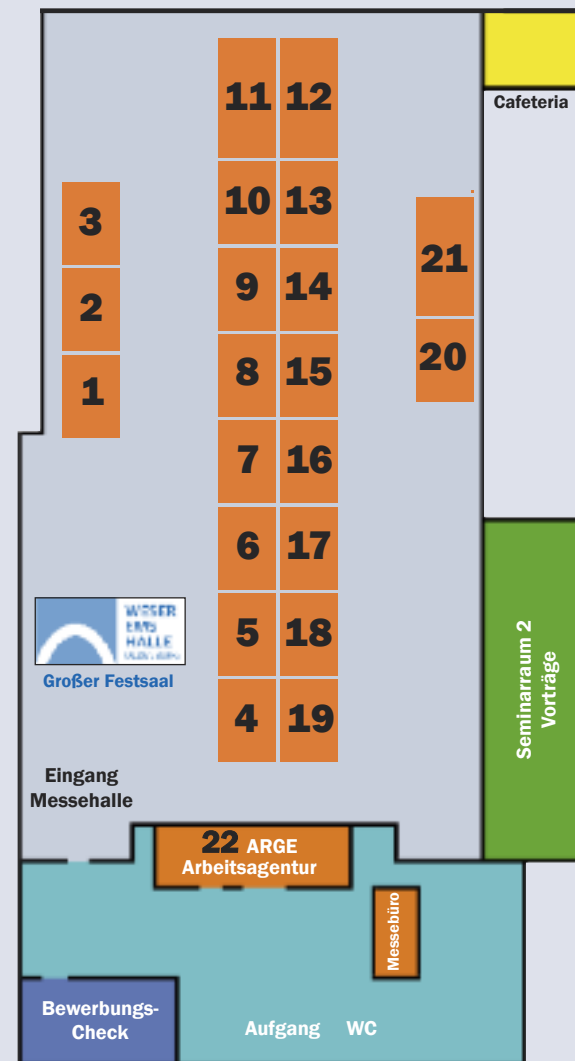 11 12
Cafeteria
10 13
3
21
9 14
2
20
8 15
1
7 16
6 17
WESER
EMS
HALLE
Großer Festsaal
5 18
Seminarraum 2
Vorträge
4 19
Eingang
Messehalle
22 ARGE
Arbeitsagentur
Messebüro
Bewerbungs-
Check
Aufgang WC